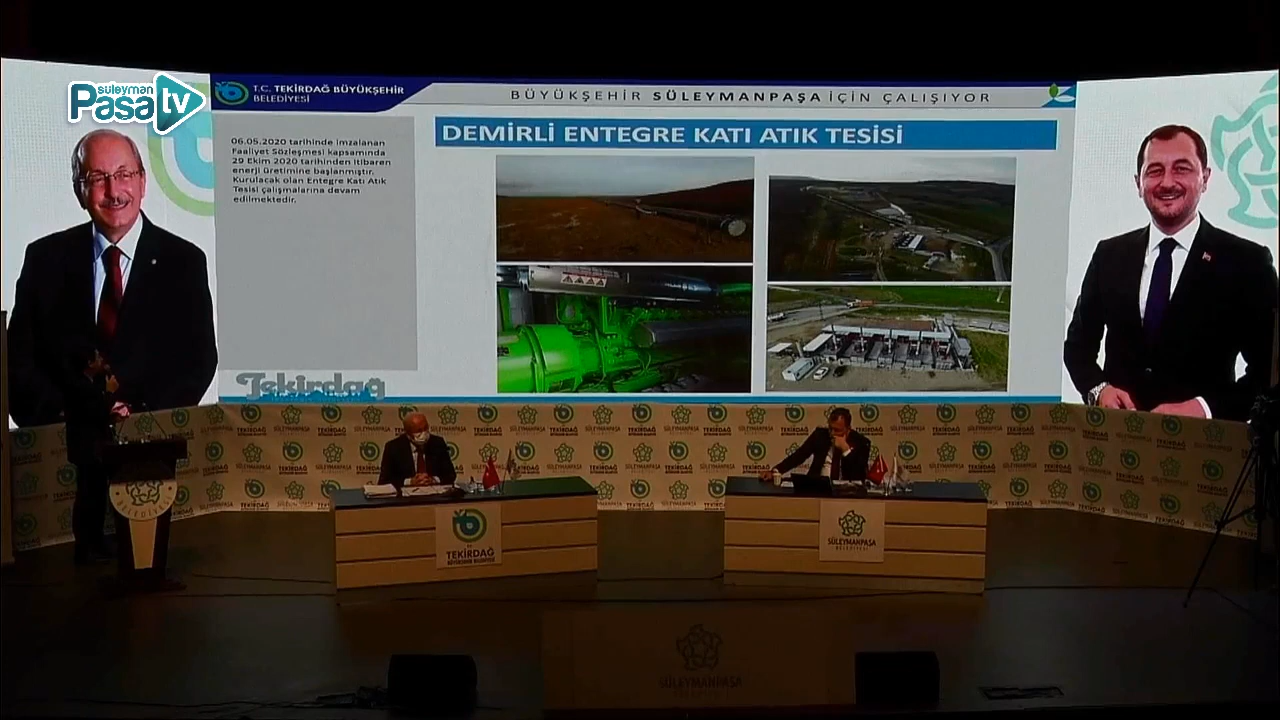 süleyman
Paşa tv
T.C. TEKİRDAĞ BÜYÜKŞEHİR
BELEDİYESİ
BÜYÜKŞEHİR SÜLEYMANPAŞA İÇİN ÇALIŞIYOR
DEMİRLİ ENTEGRE KATI ATIK TESİSİ
06.05.2020 tarihinde imzalanan
Faaliyet Sözleşmesi kapsamında
29 Ekim 2020 tarihinden itibaren
enerji üretimine başlanmıştır.
Kurulacak olan Entegre Katı Atık
Tesisi çalışmalarına devam
edilmektedir.
Tekirdağ
BELEDİYESİ
T.C.
TEKİRDAĞ
BÜYÜKŞEHİR BELEDİYESİ
SÜLEYMANPAŞA
BELEDİYESİ
SÜLEYMANPAŞA